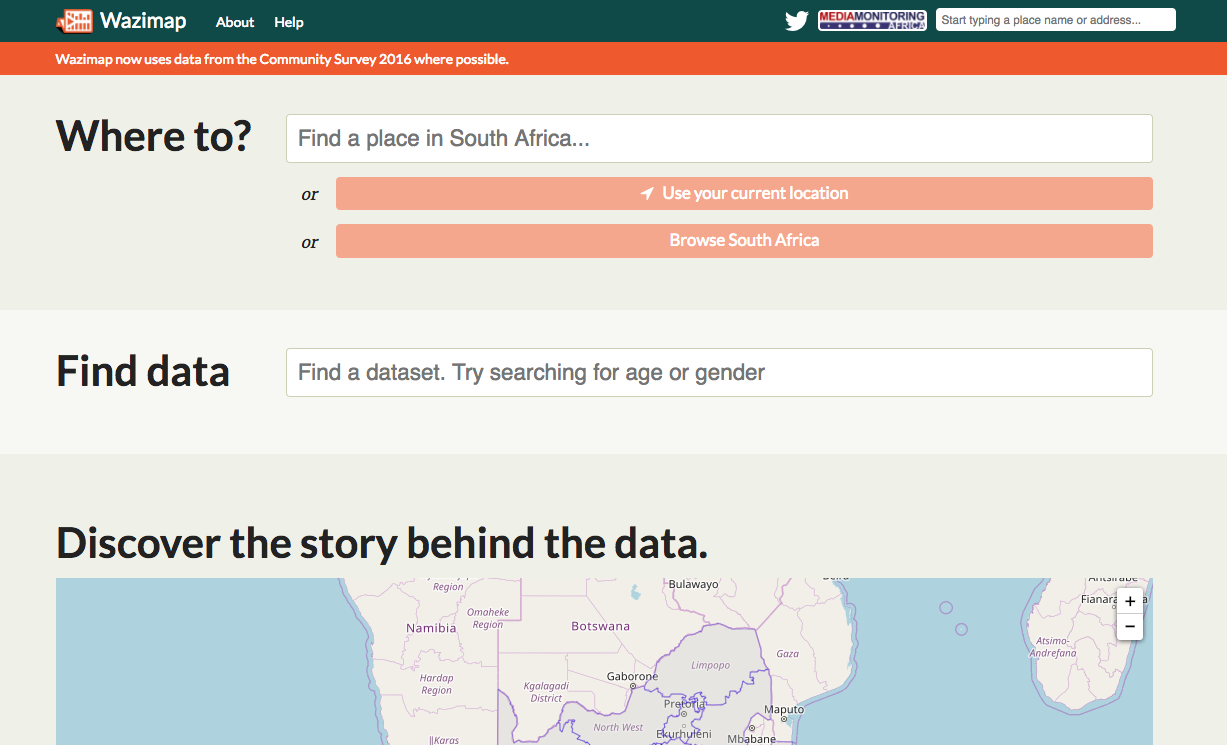 Wazimap About Help MEDIAMONITORING AFRICA Start typing a place name or address...
Wazimap now uses data from the Community Survey 2016 where possible.
Where to? Find a place in South Africa...
or Use your current location
or Browse South Africa
Find data Find a dataset. Try searching for age or gender
Discover the story behind the data.
Region
Bulawayo
Omaheke
Region
Namibia
Botswana
Gaza
Limpopo
Atsimo-
Andrefana
Hardap
Region
Kgalagadi
District
Gaborone
Pretoria
Maputo
North West
Ekurhuleni
Mbabane
||Karas
+
−